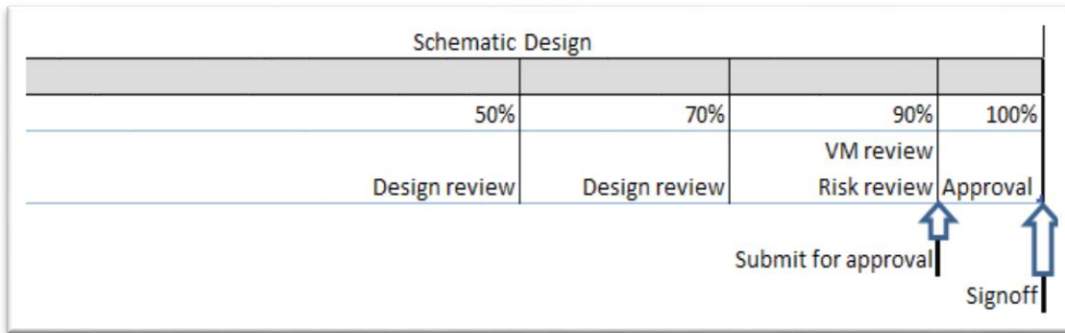 Schematic Design
50% 70% 90% 100%
VM review
Design review Design review Risk review Approval
Submit for approval
Signoff